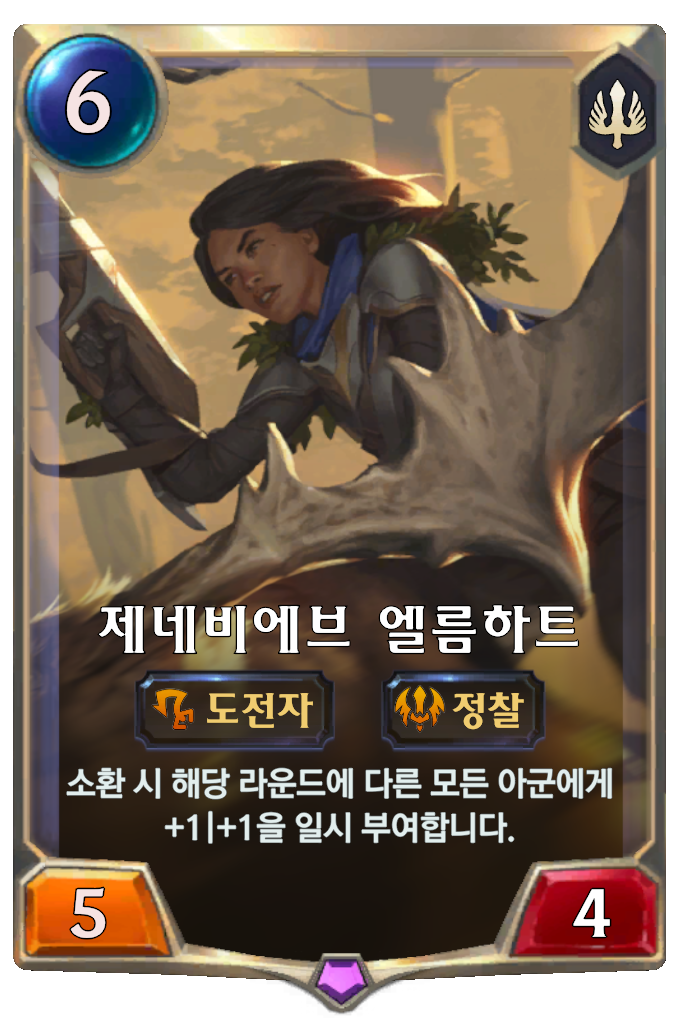 6
제네비에브 엘름하트
도전자 정찰
소환 시 해당 라운드에 다른 모든 아군에게
+1|+1을 일시 부여합니다.
5 4